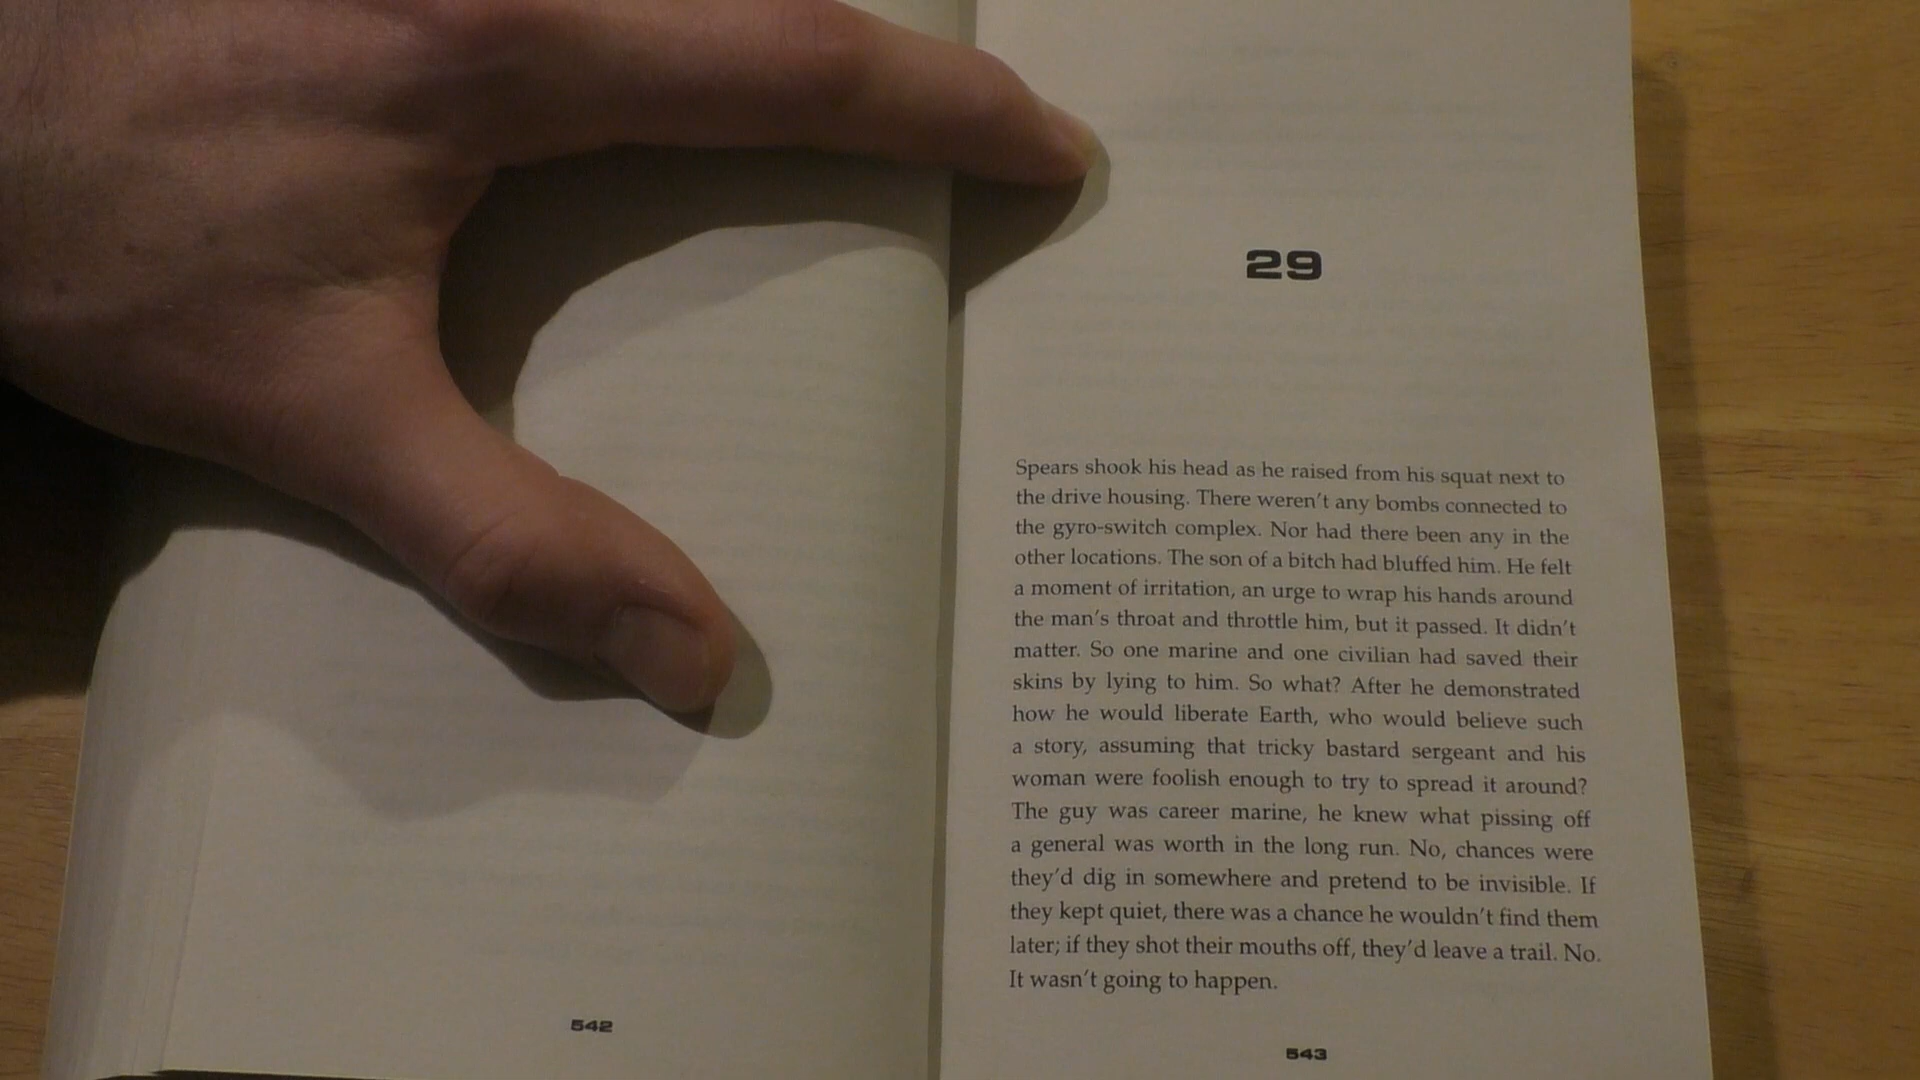 542
29
Spears shook his head as he raised from his squat next to
the drive housing. There weren't any bombs connected to
the gyro-switch complex. Nor had there been any in the
other locations. The son of a bitch had bluffed him. He felt
a moment of irritation, an urge to wrap his hands around
the man's throat and throttle him, but it passed. It didn't
matter. So one marine and one civilian had saved their
skins by lying to him. So what? After he demonstrated
how he would liberate Earth, who would believe such
a story, assuming that tricky bastard sergeant and his
woman were foolish enough to try to spread it around?
The guy was career marine, he knew what pissing off
a general was worth in the long run. No, chances were
they'd dig in somewhere and pretend to be invisible. If
they kept quiet, there was a chance he wouldn't find them
later; if they shot their mouths off, they'd leave a trail. No.
It wasn't going to happen.
543